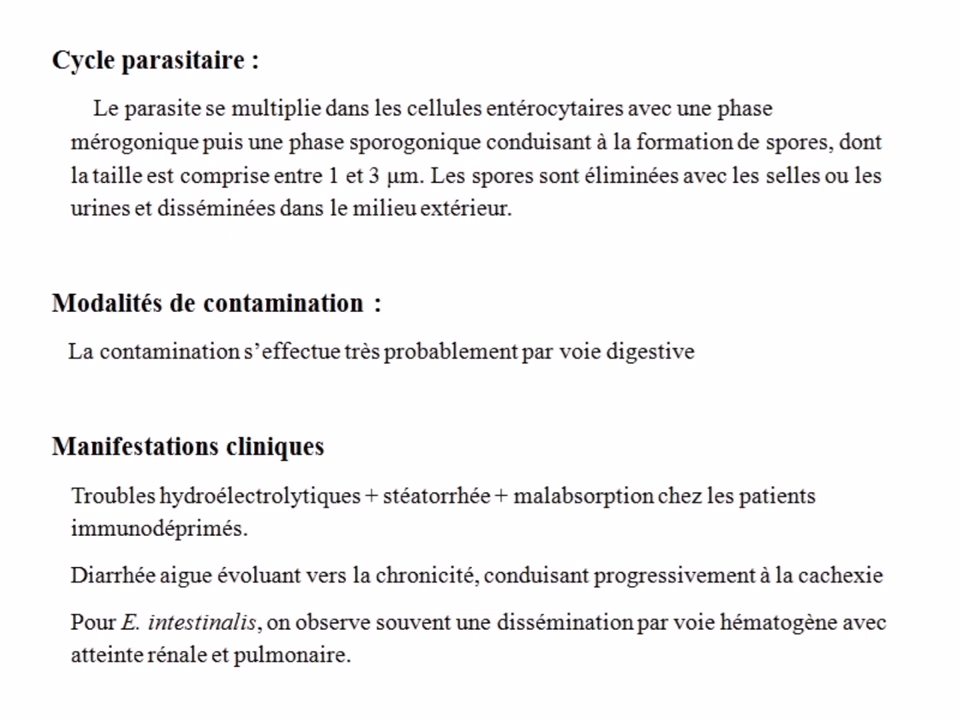 Cycle parasitaire :
Le parasite se multiplie dans les cellules entérocytaires avec une phase
mérogonique puis une phase sporogonique conduisant à la formation de spores, dont
la taille est comprise entre 1 et 3 µm. Les spores sont éliminées avec les selles ou les
urines et disséminées dans le milieu extérieur.
Modalités de contamination :
La contamination s’effectue très probablement par voie digestive
Manifestations cliniques
Troubles hydroélectrolytiques + stéatorrhée + malabsorption chez les patients
immunodéprimés.
Diarrhée aigue évoluant vers la chronicité, conduisant progressivement à la cachexie
Pour E. intestinalis, on observe souvent une dissémination par voie hématogène avec
atteinte rénale et pulmonaire.